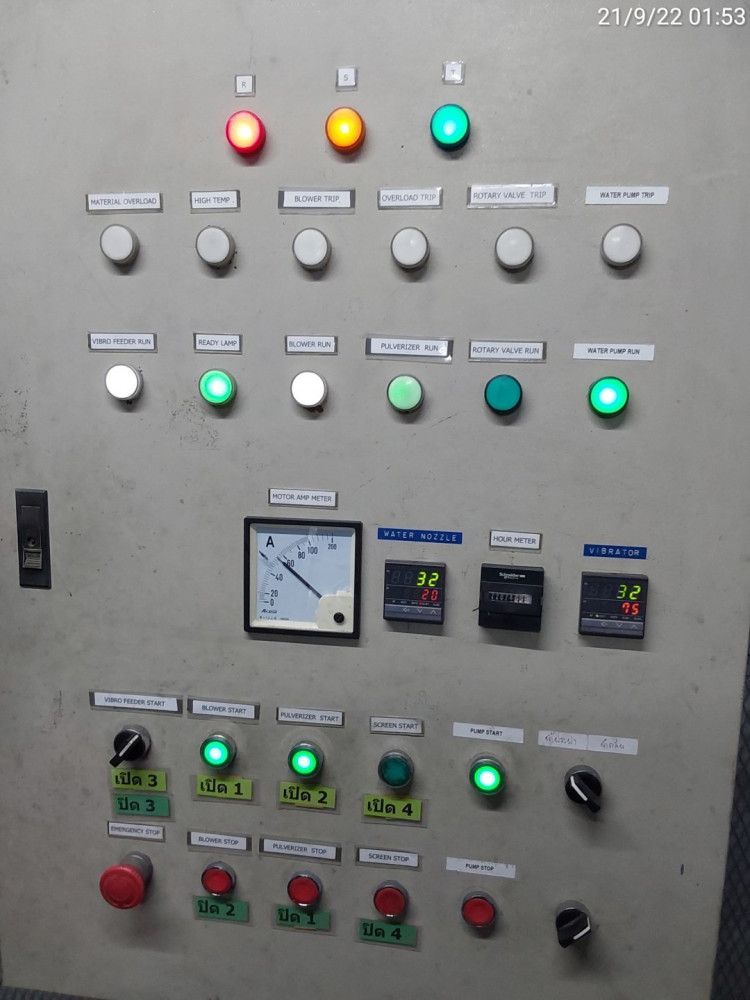 21/9/22 01:53
R
S
T
MATERIAL OVERLOAD
HIGH TEMP.
BLOWER TRIP.
OVERLOAD TRIP
ROTARY VALVE TRIP
WATER PUMP TRIP
VIBRO FEEDER RUN
READY LAMP
BLOWER RUN
PULVERIZER RUN
ROTARY VALVE RUN
WATER PUMP RUN
MOTOR AMP METER
WATER NOZZLE
HOUR METER
VIBRATOR
A
0
20
40
60
80
100
200
32
20
32
75
VIBRO FEEDER START
BLOWER START
PULVERIZER START
SCREEN START
PUMP START
เปิด 3
เปิด 1
เปิด 2
เปิด 4
ปิด 3
EMERGENCY STOP
BLOWER STOP
PULVERIZER STOP
SCREEN STOP
PUMP STOP
ปิด 2
ปิด 1
ปิด 4